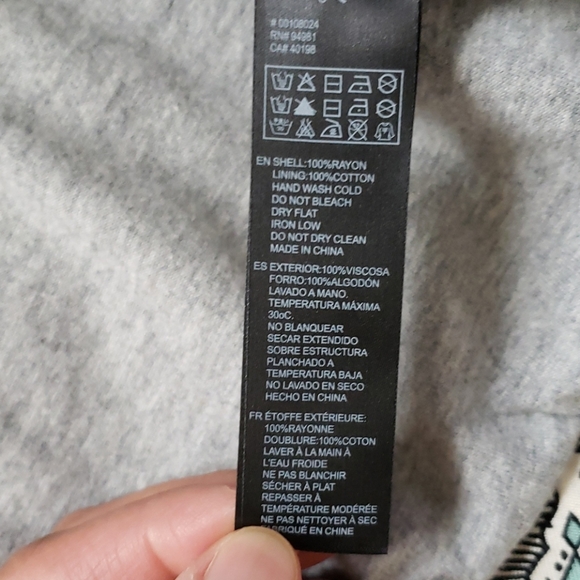 # 00108024
RN# 94981
CA# 40198
EN SHELL:100%RAYON
LINING:100%COTTON
HAND WASH COLD
DO NOT BLEACH
DRY FLAT
IRON LOW
DO NOT DRY CLEAN
MADE IN CHINA
ES EXTERIOR:100%VISCOSA
FORRO:100%ALGODÓN
LAVADO A MANO.
TEMPERATURA MÁXIMA
30oC.
NO BLANQUEAR
SECAR EXTENDIDO
SOBRE ESTRUCTURA
PLANCHADO A
TEMPERATURA BAJA
NO LAVADO EN SECO
HECHO EN CHINA
FR ÉTOFFE EXTÉRIEURE:
100%RAYONNE
DOUBLURE:100%COTON
LAVER À LA MAIN À
L'EAU FROIDE
NE PAS BLANCHIR
SÉCHER À PLAT
REPASSER À
TEMPÉRATURE MODÉRÉE
NE PAS NETTOYER À SEC
FABRIQUÉ EN CHINE